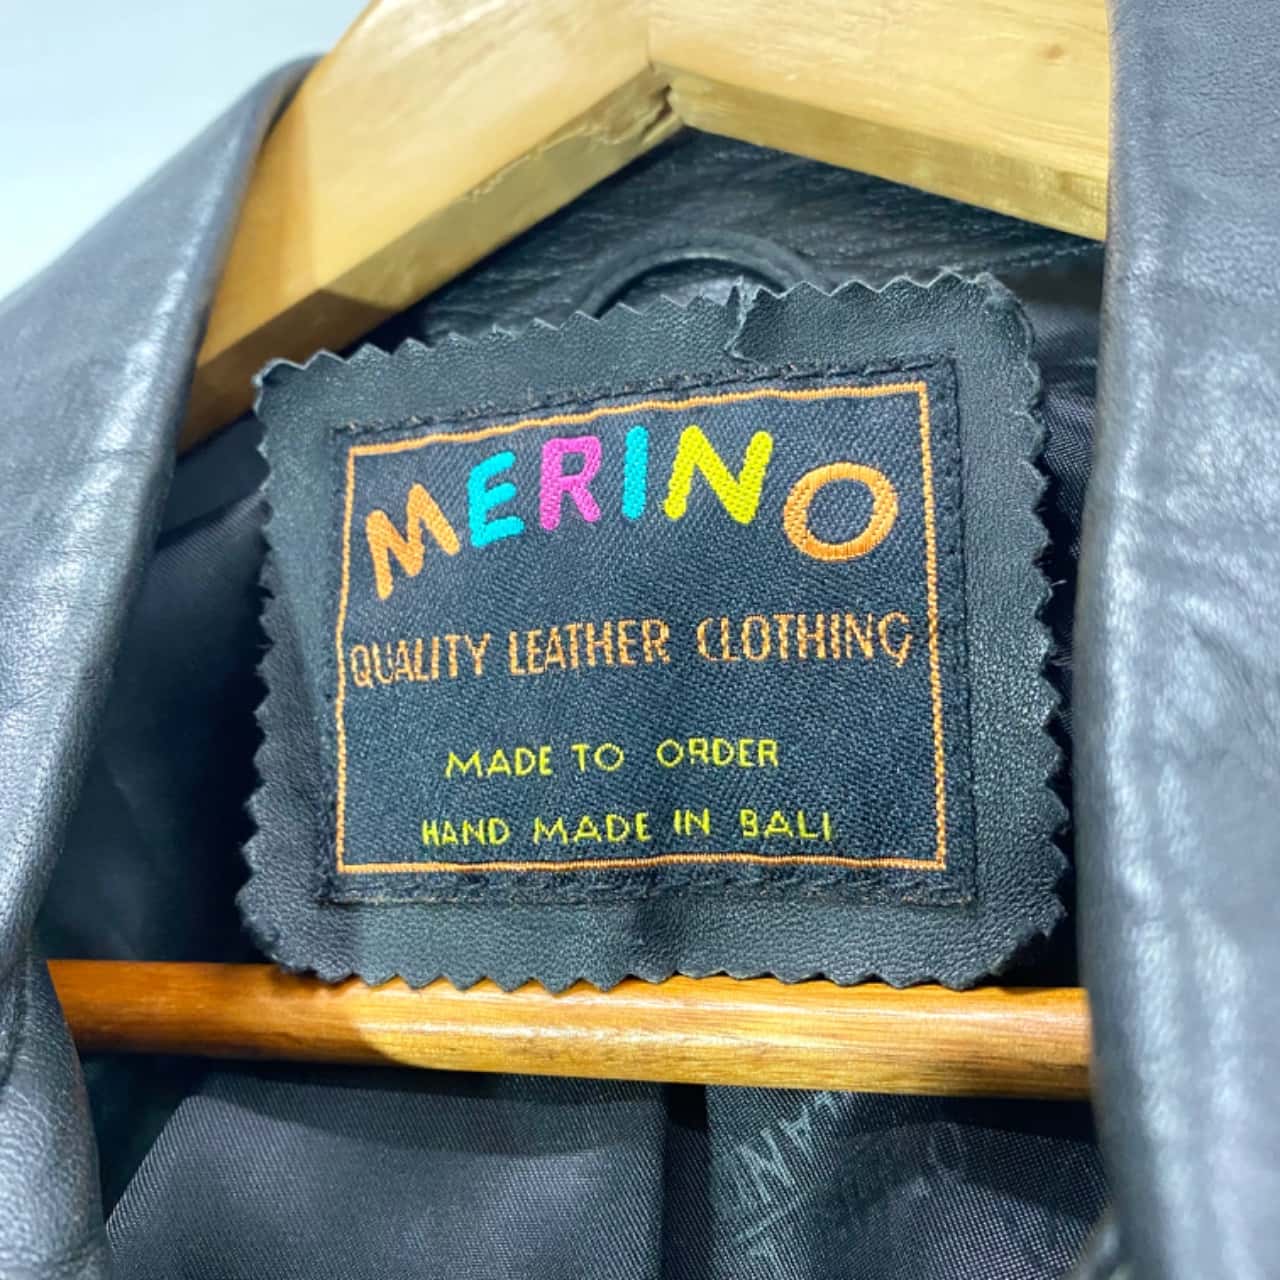 MERINO
QUALITY LEATHER CLOTHING
MADE TO ORDER
HAND MADE IN BALI